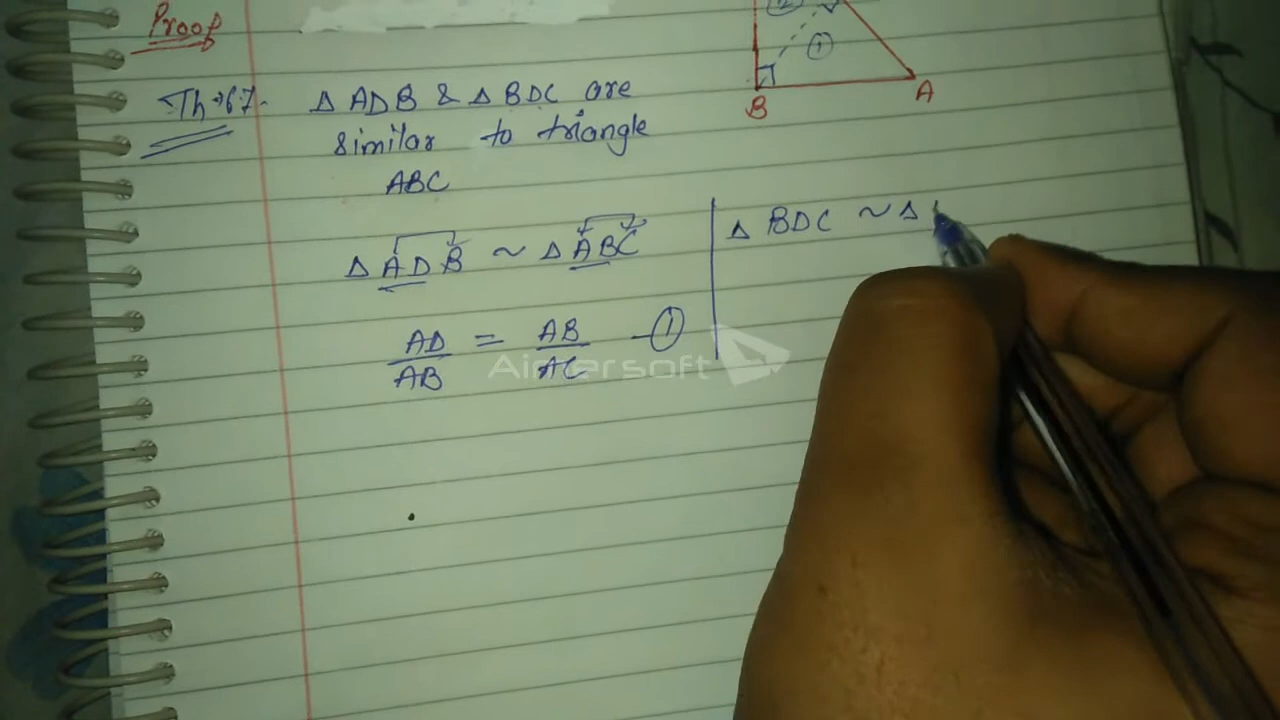 Proof
②
①
B
A
Th→6.7.
Δ ADB & Δ BDC are
similar to triangle
ABC
Δ ADB ~ Δ ABC
AD/AB = AB/AC —①
Δ BDC ~ Δ
Aimersoft